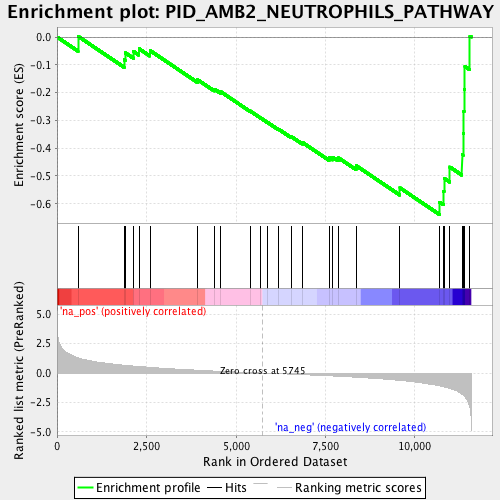 Enrichment plot: PID_AMB2_NEUTROPHILS_PATHWAY
Enrichment score (ES)
0.0
-0.1
-0.2
-0.3
-0.4
-0.5
-0.6
'na_pos' (positively correlated)
Ranked list metric (PreRanked)
5.0
2.5
0.0
-2.5
-5.0
Zero cross at 5745
'na_neg' (negatively correlated)
0
2,500
5,000
7,500
10,000
Rank in Ordered Dataset
Enrichment profile
Hits
Ranking metric scores